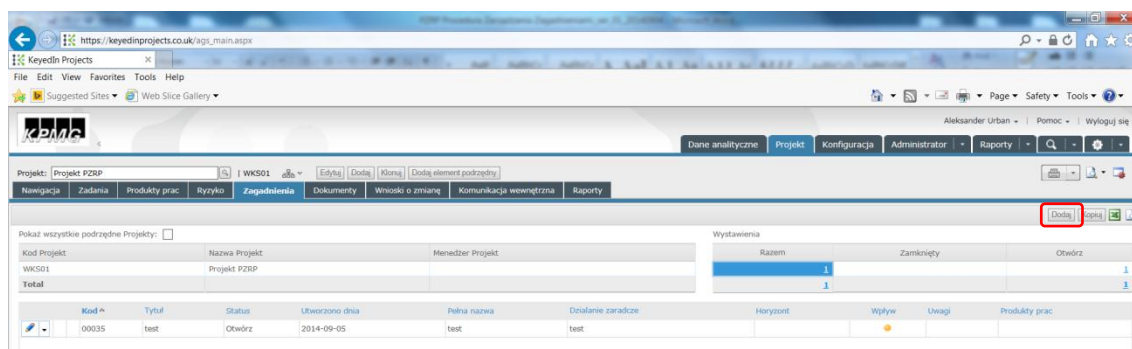 https://keyedinprojects.co.uk/ags_main.aspx
KeyedIn Projects
File Edit View Favorites Tools Help
Suggested Sites Web Slice Gallery Page Safety Tools
KPMG
Aleksander Urban | Pomoc | Wyloguj się
Dane analityczne Projekt Konfiguracja Administrator Raporty
Projekt: Projekt PZRP | WKS01 Edytuj Dodaj Klonuj Dodaj element podrzędny
Nawigacja Zadania Produkty prac Ryzyko Zagadnienia Dokumenty Wnioski o zmianę Komunikacja wewnętrzna Raporty
Dodaj Kopiuj
Pokaż wszystkie podrzędne Projekty: Wystawienia
Kod Projekt Nazwa Projekt Menedżer Projekt Razem Zamknięty Otwórz
WKS01 Projekt PZRP 1 1
Total 1 1
Kod Tytuł Status Utworzono dnia Pełna nazwa Działanie zaradcze Horyzont Wpływ Uwagi Produkty prac
00035 test Otwórz 2014-09-05 test test